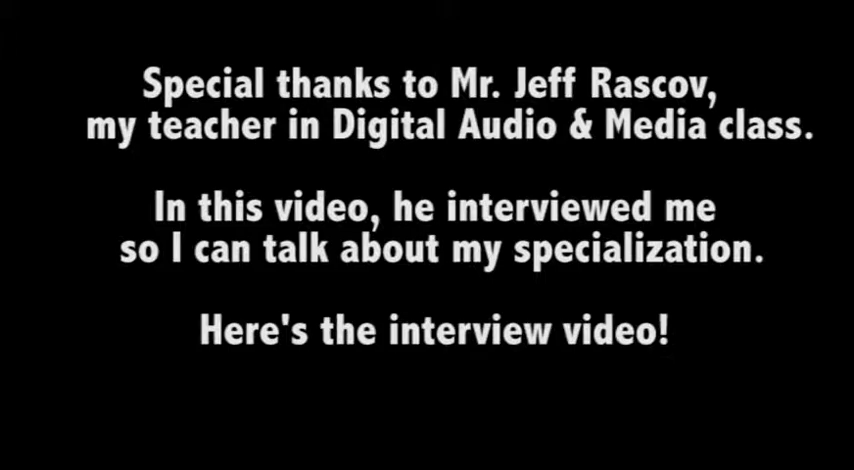 Special thanks to Mr. Jeff Rascov,
my teacher in Digital Audio & Media class.
In this video, he interviewed me
so I can talk about my specialization.
Here's the interview video!